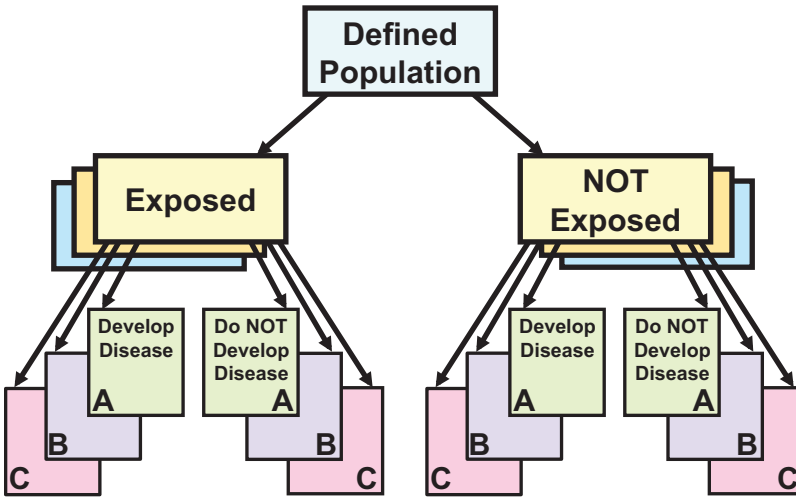 Defined
Population
Exposed
NOT
Exposed
Develop
Disease
A
B
C
Do NOT
Develop
Disease
A
B
C
Develop
Disease
A
B
C
Do NOT
Develop
Disease
A
B
C